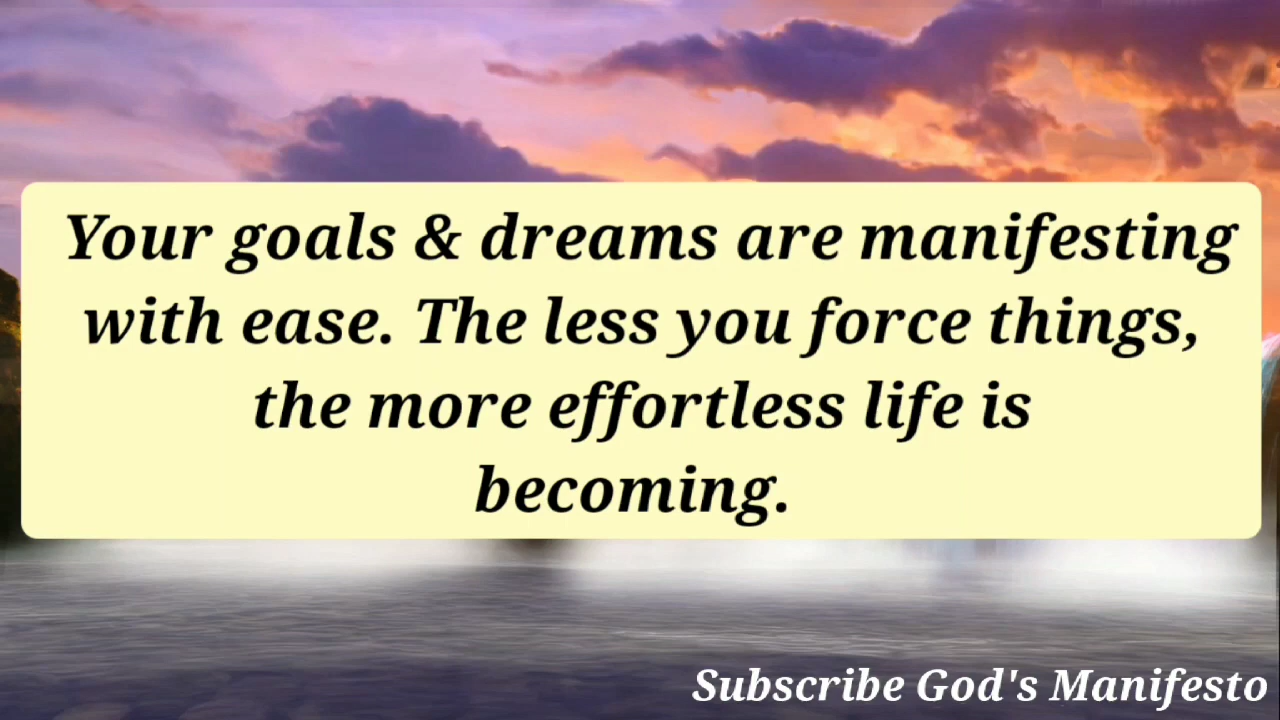 Your goals & dreams are manifesting
with ease. The less you force things,
the more effortless life is
becoming.
Subscribe God's Manifesto